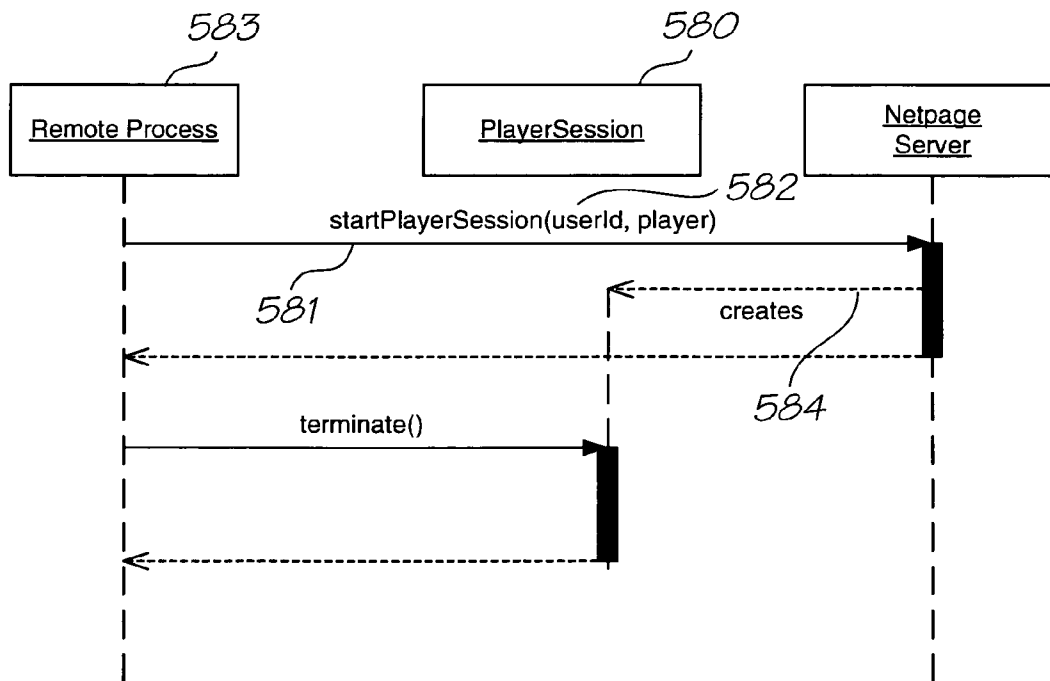 583
580
Remote Process
PlayerSession
Netpage
Server
582
startPlayerSession(userId, player)
581
creates
584
terminate()